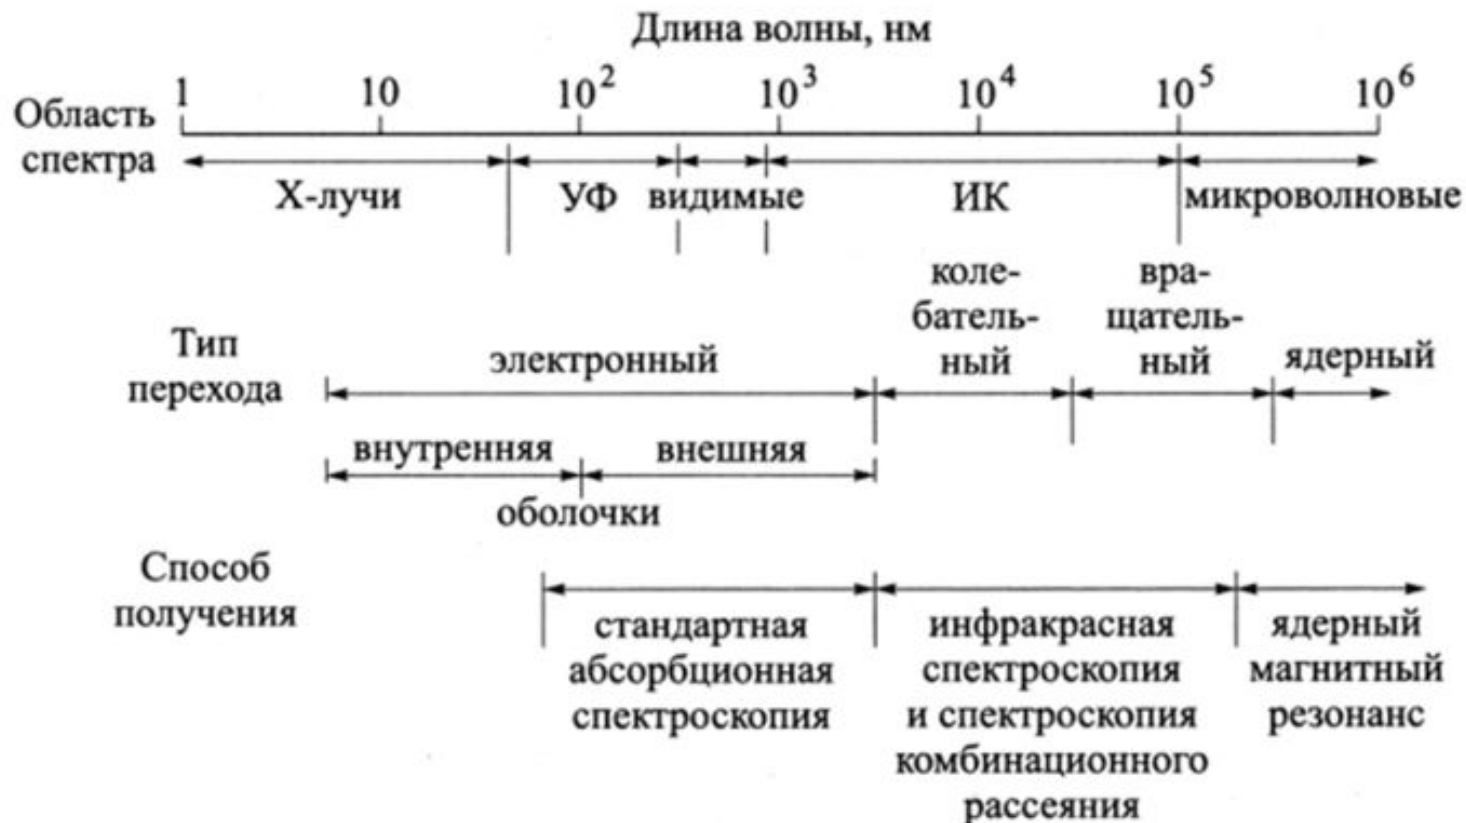 Длина волны, нм
1 10 10² 10³ 10⁴ 10⁵ 10⁶
Область
спектра
Х-лучи УФ видимые ИК микроволновые
Тип
перехода
электронный
коле-
батель-
ный
вра-
щатель-
ный
ядерный
внутренняя внешняя
оболочки
Способ
получения
стандартная
абсорбционная
спектроскопия
инфракрасная
спектроскопия
и спектроскопия
комбинационного
рассеяния
ядерный
магнитный
резонанс